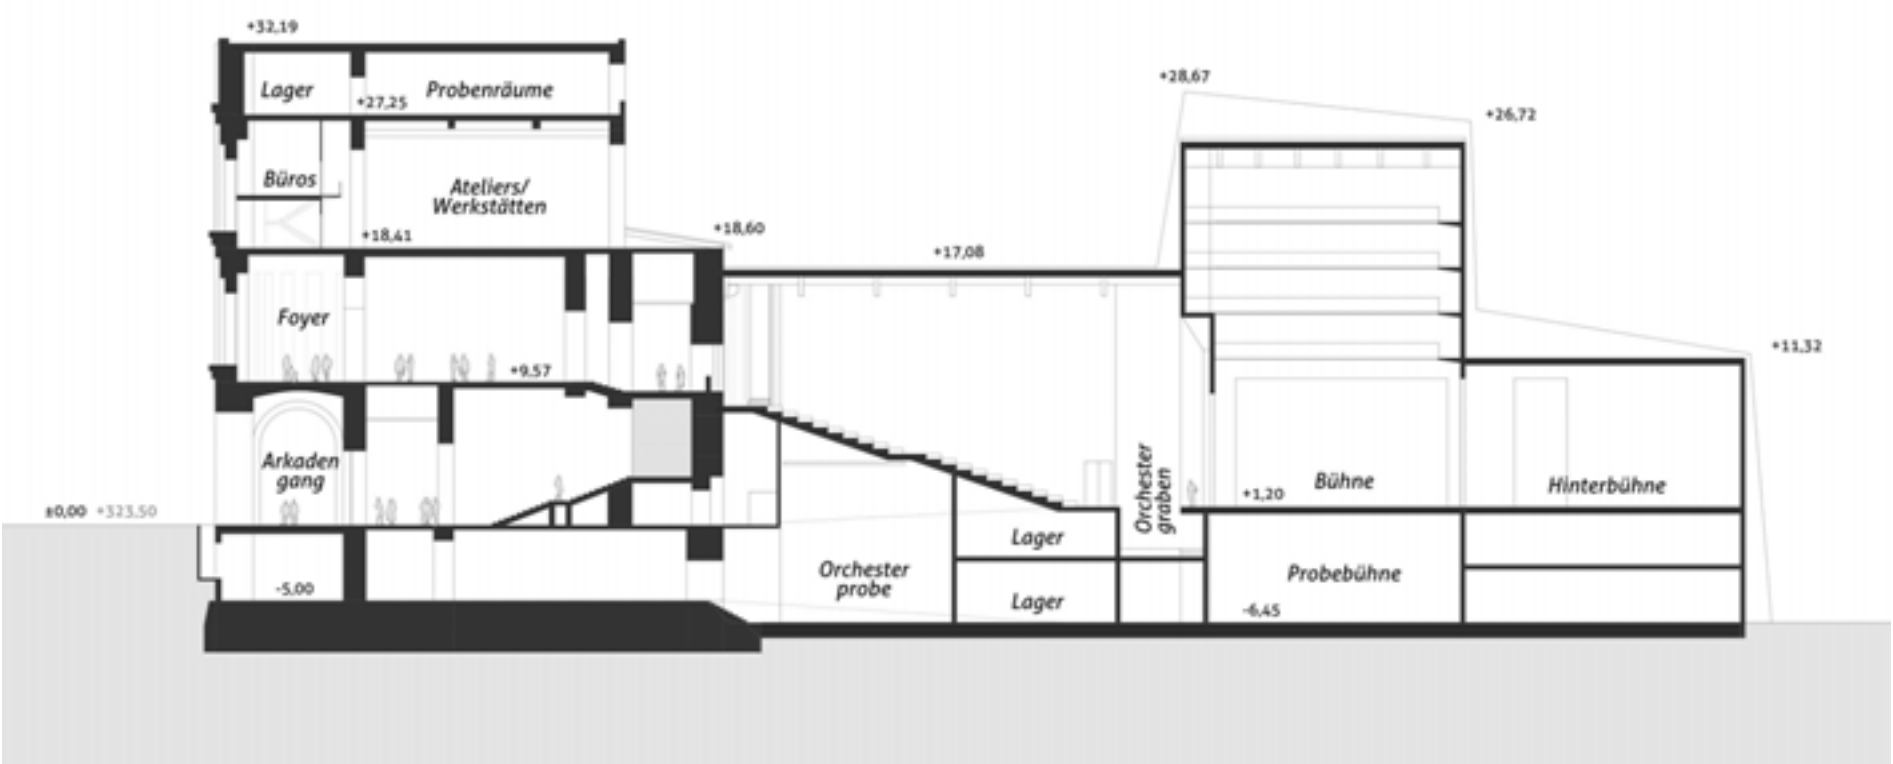 +32,19
Lager
Probenräume
+27,25
+28,67
+26,72
Büros
Ateliers/
Werkstätten
+18,41
+18,60
+17,08
Foyer
+9,57
+11,32
Arkaden
gang
Orchester
graben
+1,20
Bühne
Hinterbühne
±0,00 +323,50
Lager
Orchester
probe
Probebühne
-5,00
Lager
-6,45